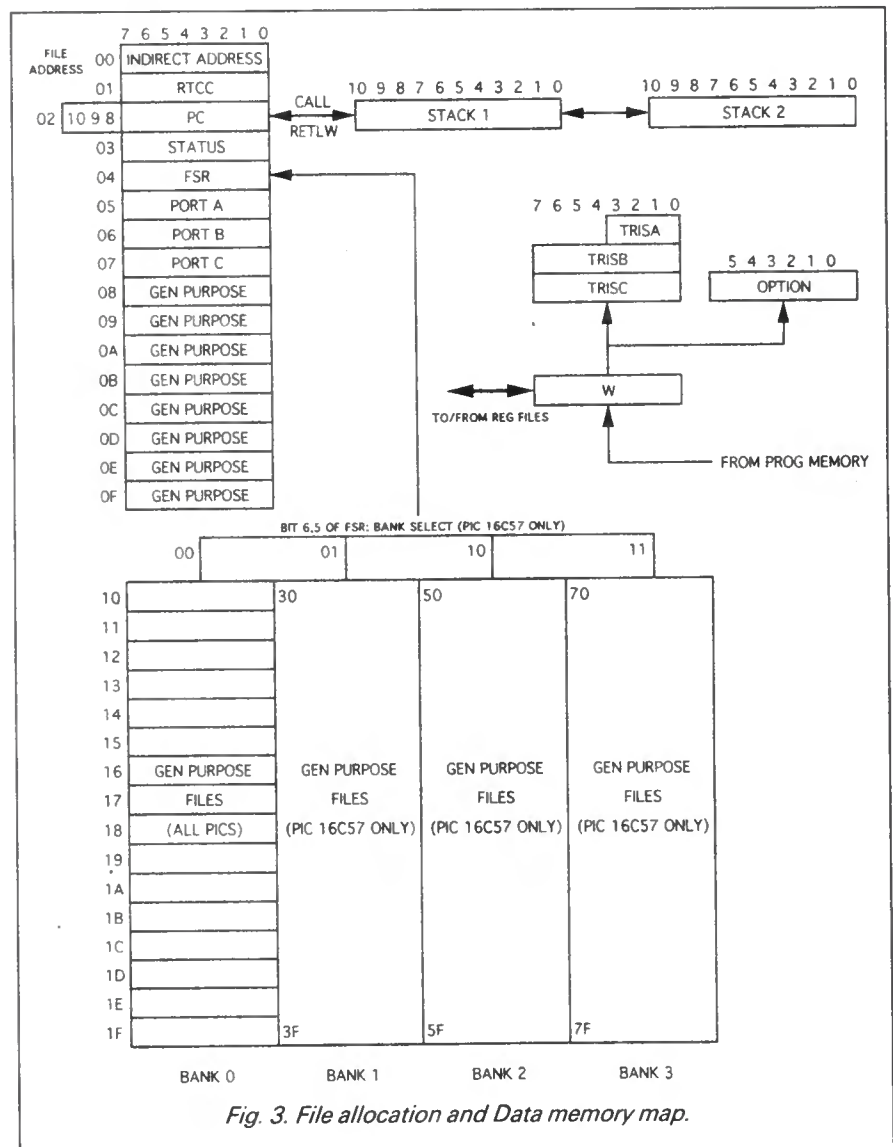 7 6 5 4 3 2 1 0
FILE ADDRESS
00 INDIRECT ADDRESS
01 RTCC
02 10 9 8 PC
03 STATUS
04 FSR
05 PORT A
06 PORT B
07 PORT C
08 GEN PURPOSE
09 GEN PURPOSE
0A GEN PURPOSE
0B GEN PURPOSE
0C GEN PURPOSE
0D GEN PURPOSE
0E GEN PURPOSE
0F GEN PURPOSE
CALL
RETLW
10 9 8 7 6 5 4 3 2 1 0
STACK 1
10 9 8 7 6 5 4 3 2 1 0
STACK 2
7 6 5 4 3 2 1 0
TRISA
TRISB
TRISC
5 4 3 2 1 0
OPTION
W
TO/FROM REG FILES
FROM PROG MEMORY
BIT 6.5 OF FSR: BANK SELECT (PIC 16C57 ONLY)
00 01 10 11
10 30 50 70
11
12
13
14
15
16 GEN PURPOSE GEN PURPOSE GEN PURPOSE GEN PURPOSE
17 FILES FILES FILES FILES
18 (ALL PICS) (PIC 16C57 ONLY) (PIC 16C57 ONLY) (PIC 16C57 ONLY)
19
1A
1B
1C
1D
1E
1F 3F 5F 7F
BANK 0 BANK 1 BANK 2 BANK 3
Fig. 3. File allocation and Data memory map.